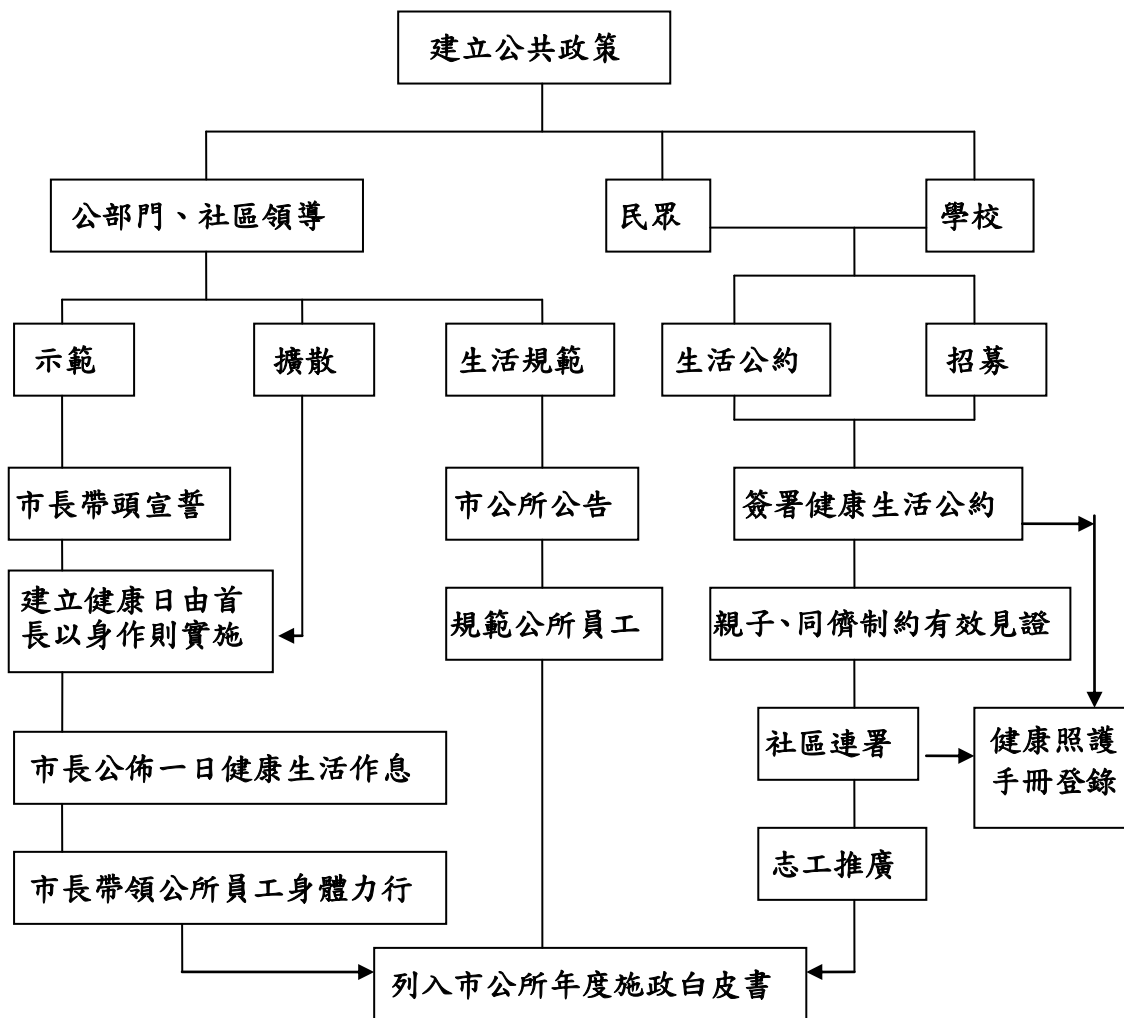 建立公共政策
公部門、社區領導
民眾
學校
示範
擴散
生活規範
生活公約
招募
市長帶頭宣誓
市公所公告
簽署健康生活公約
建立健康日由首
長以身作則實施
規範公所員工
親子、同儕制約有效見證
市長公佈一日健康生活作息
社區連署
健康照護
手冊登錄
市長帶領公所員工身體力行
志工推廣
列入市公所年度施政白皮書